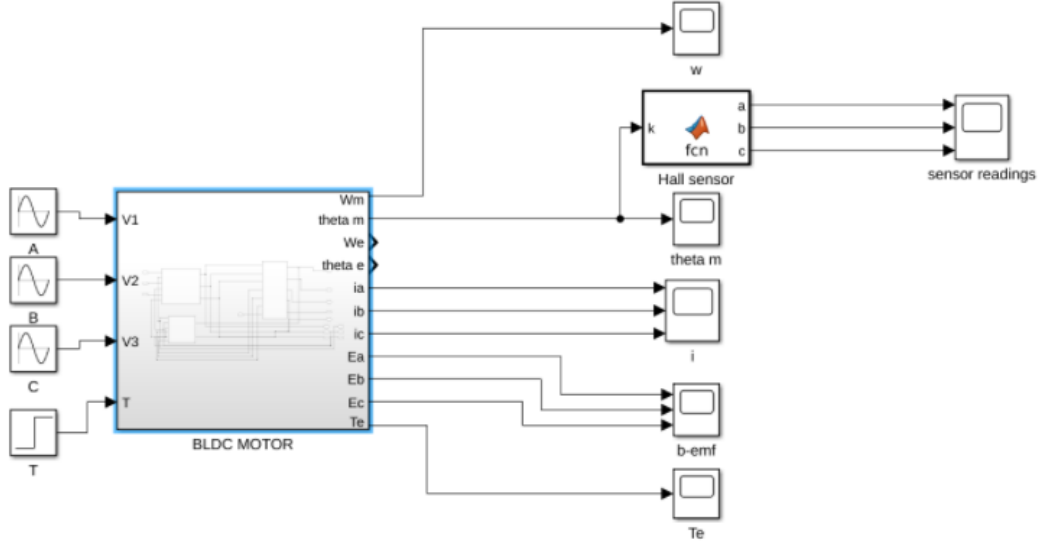 w
k
fcn
a
b
c
Hall sensor
sensor readings
A
B
C
T
V1
V2
V3
T
Wm
theta m
We
theta e
ia
ib
ic
Ea
Eb
Ec
Te
BLDC MOTOR
theta m
i
b-emf
Te